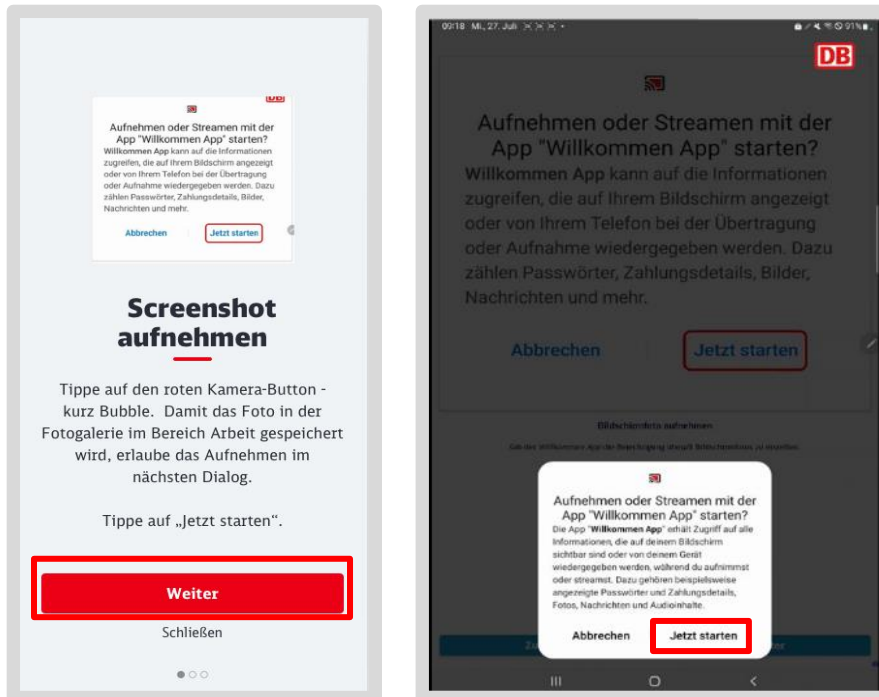 DB
Aufnehmen oder Streamen mit der
App "Willkommen App" starten?
Willkommen App kann auf die Informationen
zugreifen, die auf Ihrem Bildschirm angezeigt
oder von Ihrem Telefon bei der Übertragung
oder Aufnahme wiedergegeben werden. Dazu
zählen Passwörter, Zahlungsdetails, Bilder,
Nachrichten und mehr.
Abbrechen Jetzt starten
Screenshot
aufnehmen
Tippe auf den roten Kamera-Button -
kurz Bubble. Damit das Foto in der
Fotogalerie im Bereich Arbeit gespeichert
wird, erlaube das Aufnehmen im
nächsten Dialog.
Tippe auf „Jetzt starten“.
Weiter
Schließen
09:18 Mi., 27. Juli
91%
DB
Aufnehmen oder Streamen mit der
App "Willkommen App" starten?
Willkommen App kann auf die Informationen
zugreifen, die auf Ihrem Bildschirm angezeigt
oder von Ihrem Telefon bei der Übertragung
oder Aufnahme wiedergegeben werden. Dazu
zählen Passwörter, Zahlungsdetails, Bilder,
Nachrichten und mehr.
Abbrechen Jetzt starten
Bildschirmfoto aufnehmen
Aufnehmen oder Streamen mit der
App "Willkommen App" starten?
Die App "Willkommen App" erhält Zugriff auf alle
Informationen, die auf deinem Bildschirm
sichtbar sind oder von deinem Gerät
wiedergegeben werden, während du aufnimmst
oder streamst. Dazu gehören beispielsweise
angezeigte Passwörter und Zahlungsdetails,
Fotos, Nachrichten und Audioinhalte.
Abbrechen Jetzt starten